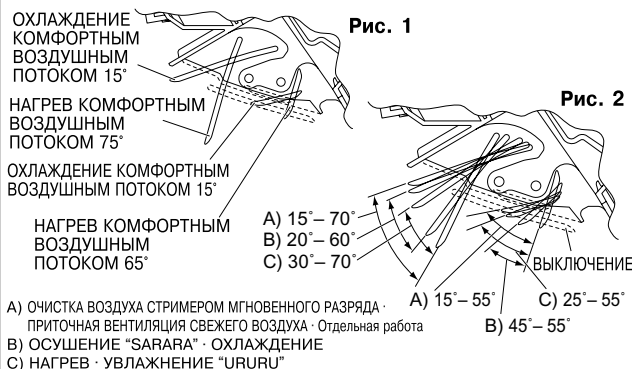 ОХЛАЖДЕНИЕ
КОМФОРТНЫМ
ВОЗДУШНЫМ
ПОТОКОМ 15°
Рис. 1
НАГРЕВ КОМФОРТНЫМ
ВОЗДУШНЫМ
ПОТОКОМ 75°
ОХЛАЖДЕНИЕ КОМФОРТНЫМ
ВОЗДУШНЫМ ПОТОКОМ 15°
НАГРЕВ КОМФОРТНЫМ
ВОЗДУШНЫМ
ПОТОКОМ 65°
Рис. 2
A) 15°– 70°
B) 20°– 60°
C) 30°– 70°
ВЫКЛЮЧЕНИЕ
A) 15°– 55°
C) 25°– 55°
B) 45°– 55°
A) ОЧИСТКА ВОЗДУХА СТРИМЕРОМ МГНОВЕННОГО РАЗРЯДА ·
ПРИТОЧНАЯ ВЕНТИЛЯЦИЯ СВЕЖЕГО ВОЗДУХА · Отдельная работа
B) ОСУШЕНИЕ “SARARA” · ОХЛАЖДЕНИЕ
C) НАГРЕВ · УВЛАЖНЕНИЕ “URURU”